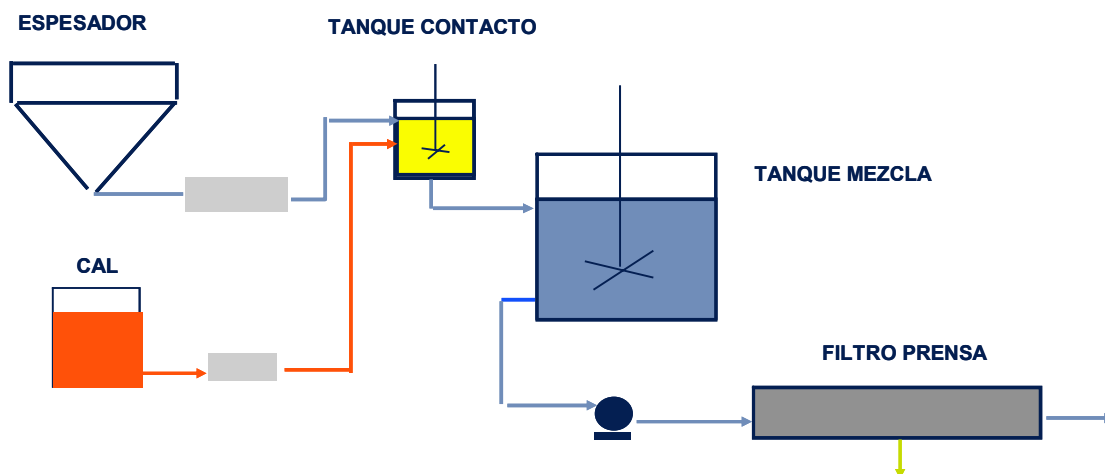 ESPESADOR
TANQUE CONTACTO
TANQUE MEZCLA
CAL
FILTRO PRENSA